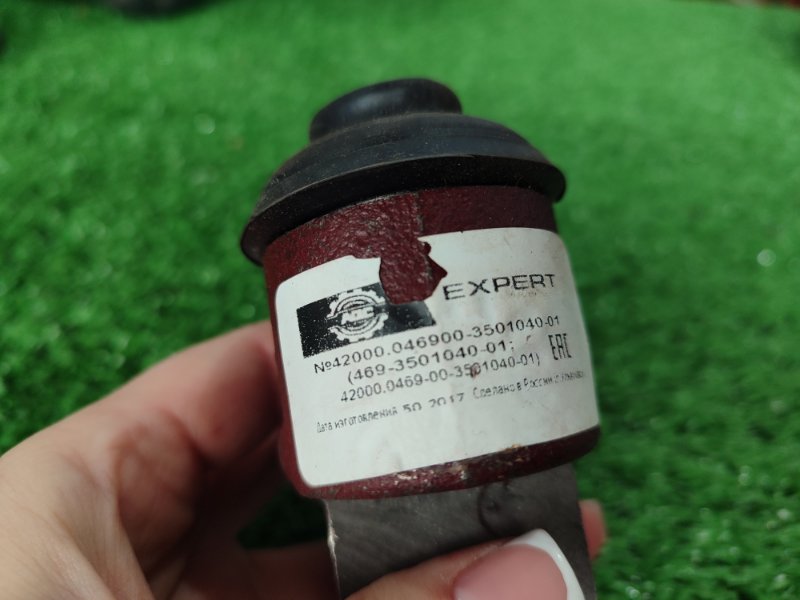 EXPERT
№42000.046900-3501040-01
(469-3501040-01;
42000.0469-00-3501040-01)
EAC
Дата изготовления 50 2017 Сделано в России г.